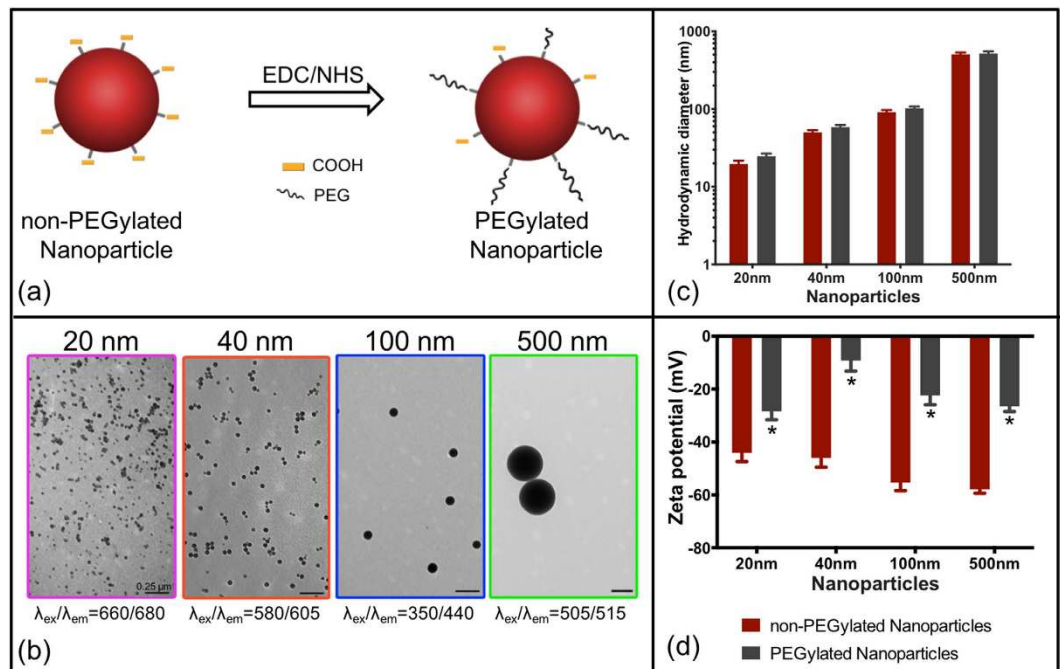 EDC/NHS
COOH
PEG
non-PEGylated
Nanoparticle
PEGylated
Nanoparticle
(a)
20 nm
40 nm
100 nm
500 nm
0.25 µm
λex/λem=660/680
λex/λem=580/605
λex/λem=350/440
λex/λem=505/515
(b)
Hydrodynamic diameter (nm)
1000
100
10
1
20nm
40nm
100nm
500nm
Nanoparticles
(c)
Zeta potential (mV)
0
-20
-40
-60
-80
*
*
*
*
20nm
40nm
100nm
500nm
Nanoparticles
(d)
non-PEGylated Nanoparticles
PEGylated Nanoparticles